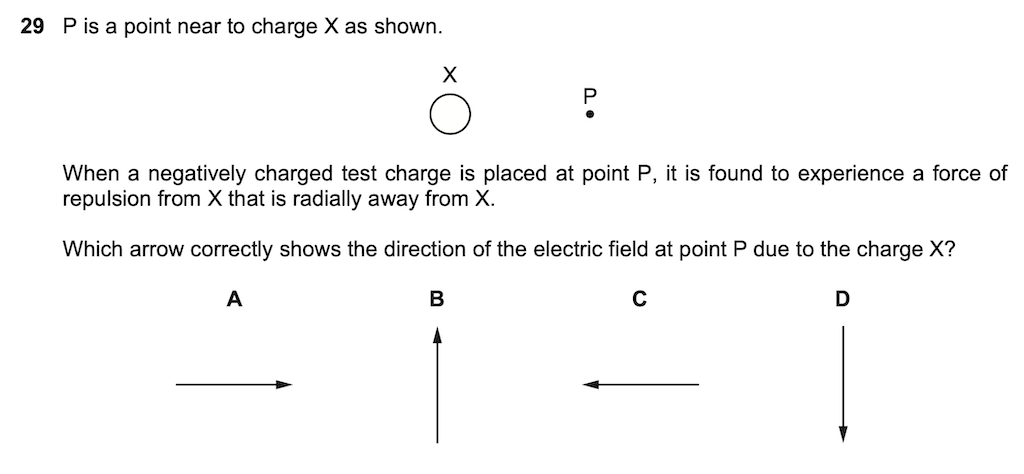 29 P is a point near to charge X as shown.
X
P
When a negatively charged test charge is placed at point P, it is found to experience a force of
repulsion from X that is radially away from X.
Which arrow correctly shows the direction of the electric field at point P due to the charge X?
A B C D